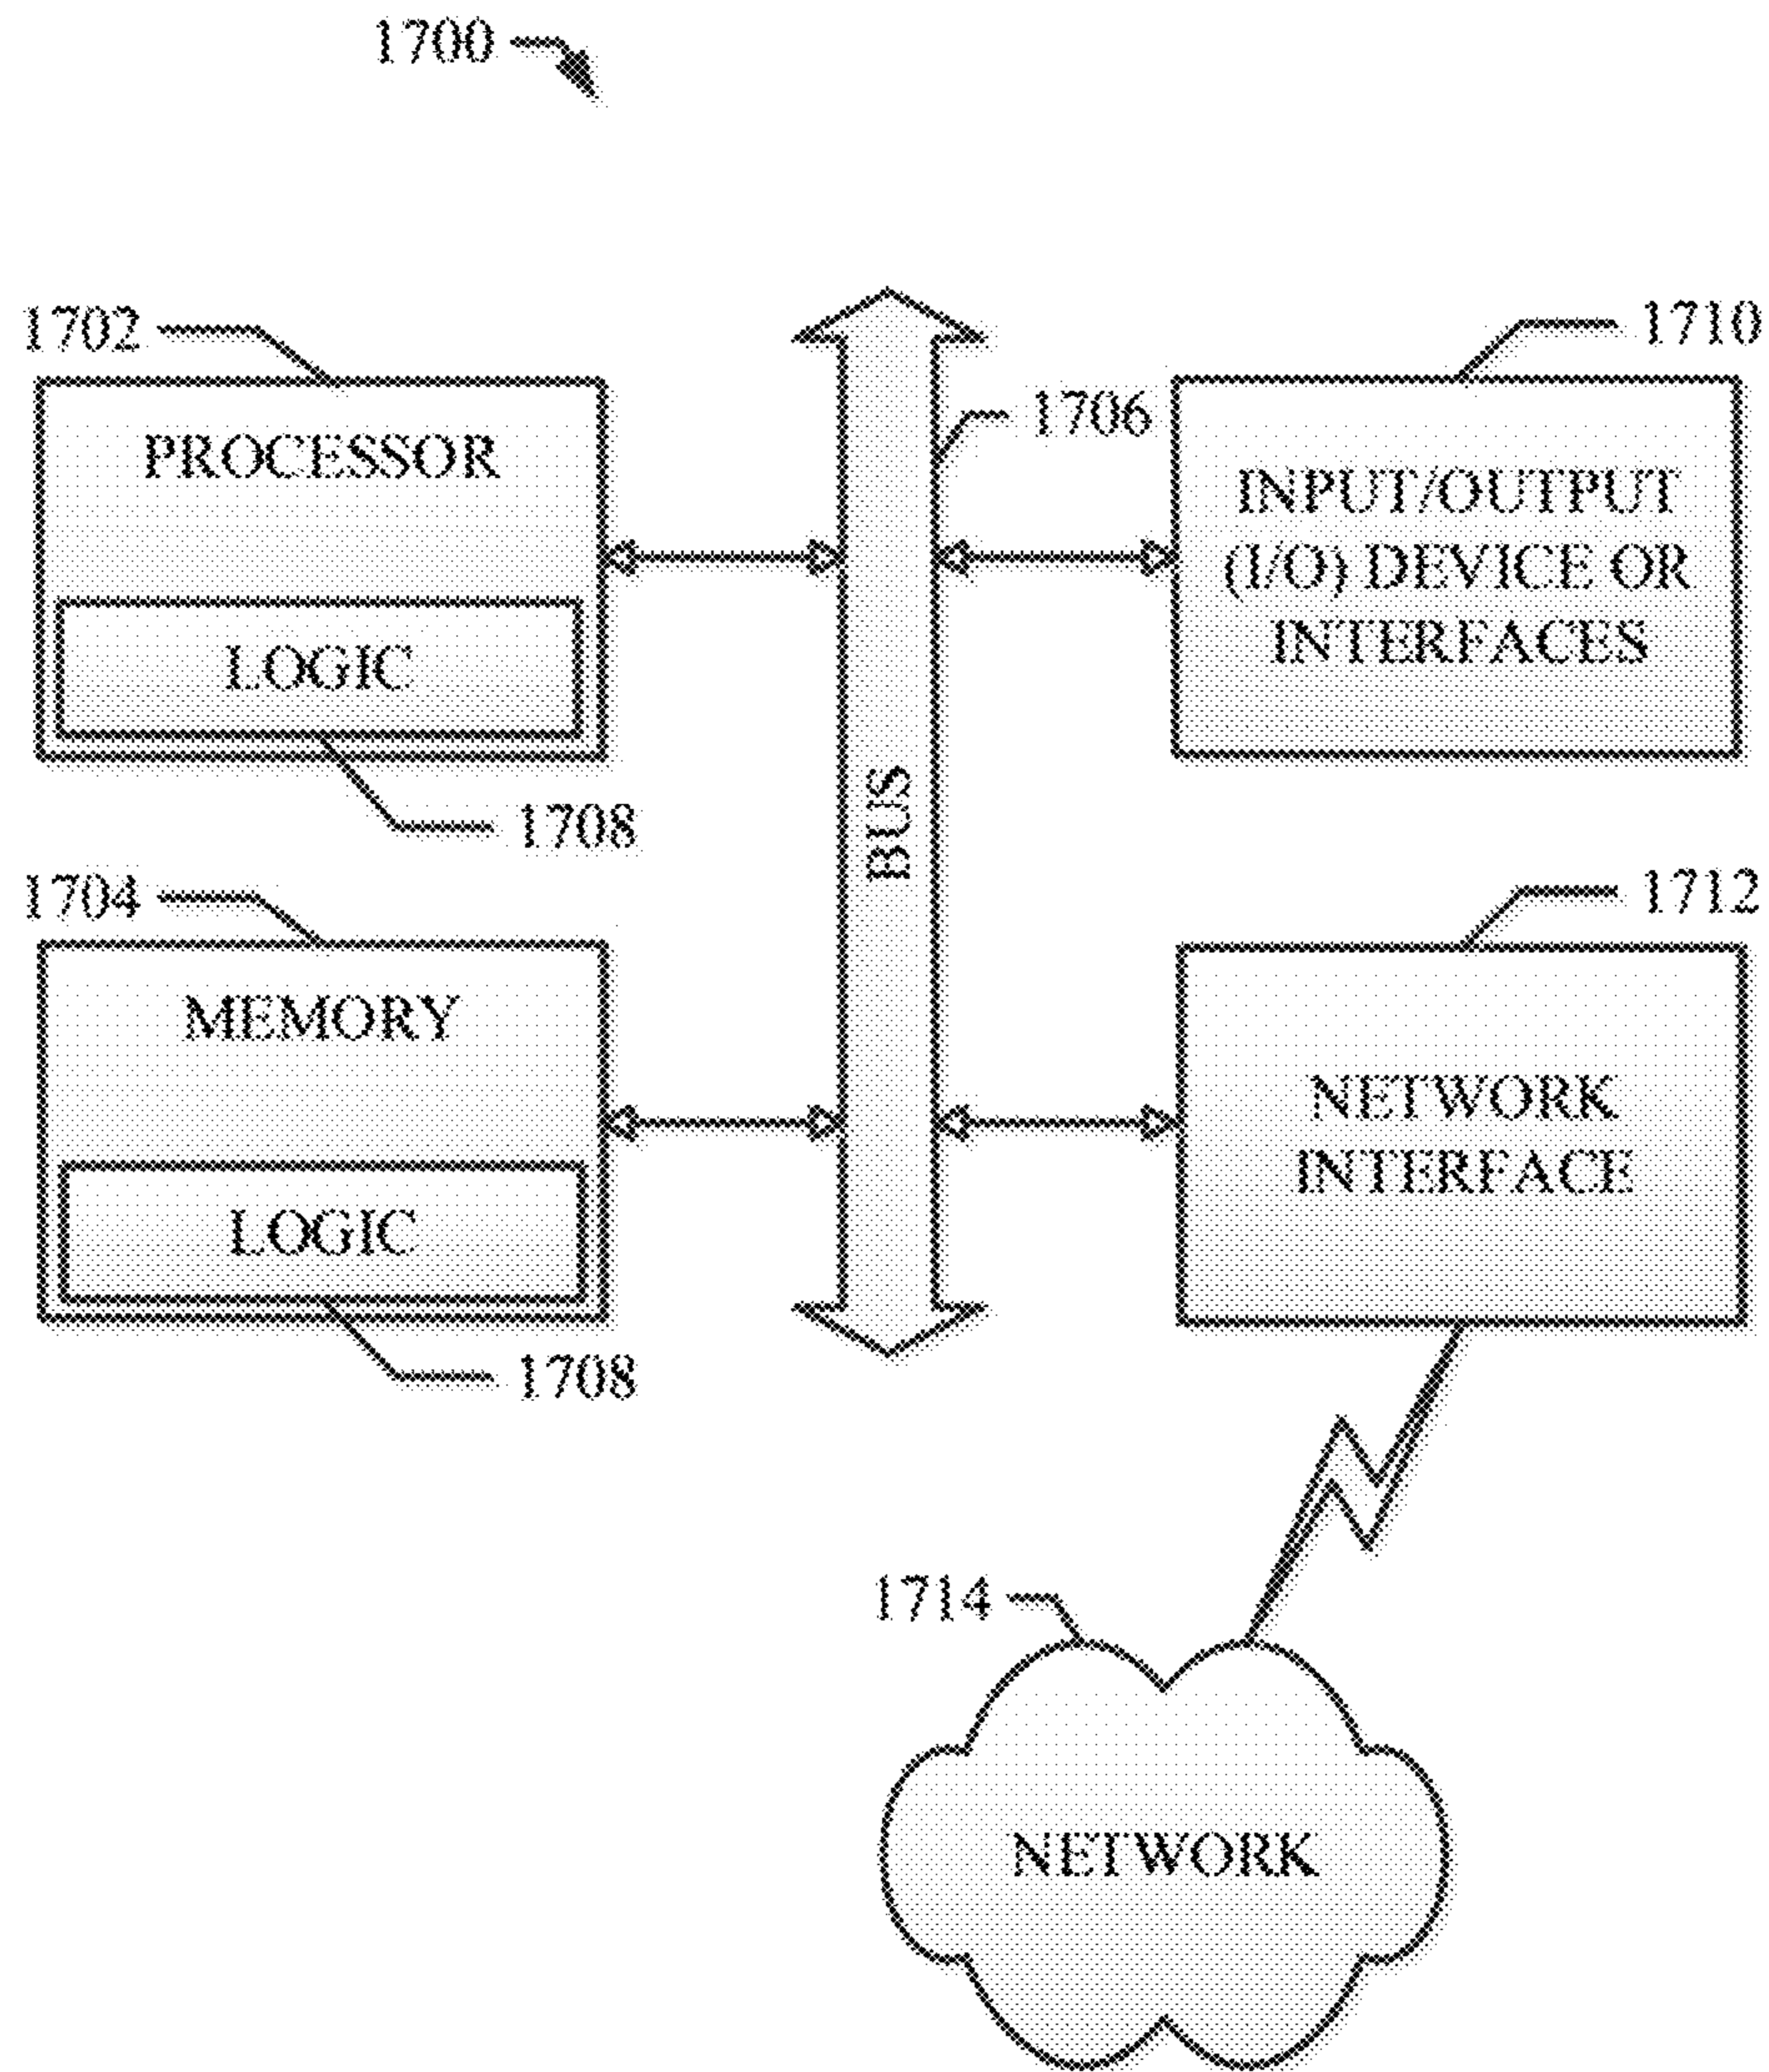 1700
1702
1710
1706
PROCESSOR
INPUT/OUTPUT
(I/O) DEVICE OR
INTERFACES
LOGIC
1708
BUS
1704
1712
MEMORY
NETWORK
INTERFACE
LOGIC
1708
1714
NETWORK